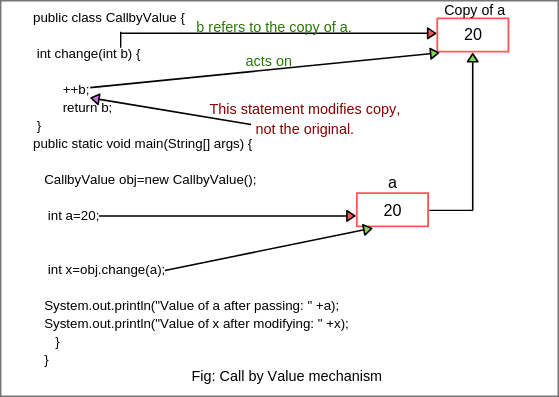 public class CallbyValue {
Copy of a
b refers to the copy of a.
20
int change(int b) {
acts on
++b;
return b;
This statement modifies copy,
not the original.
}
public static void main(String[] args) {
CallbyValue obj=new CallbyValue();
a
int a=20;
20
int x=obj.change(a);
System.out.println("Value of a after passing: " +a);
System.out.println("Value of x after modifying: " +x);
}
}
Fig: Call by Value mechanism